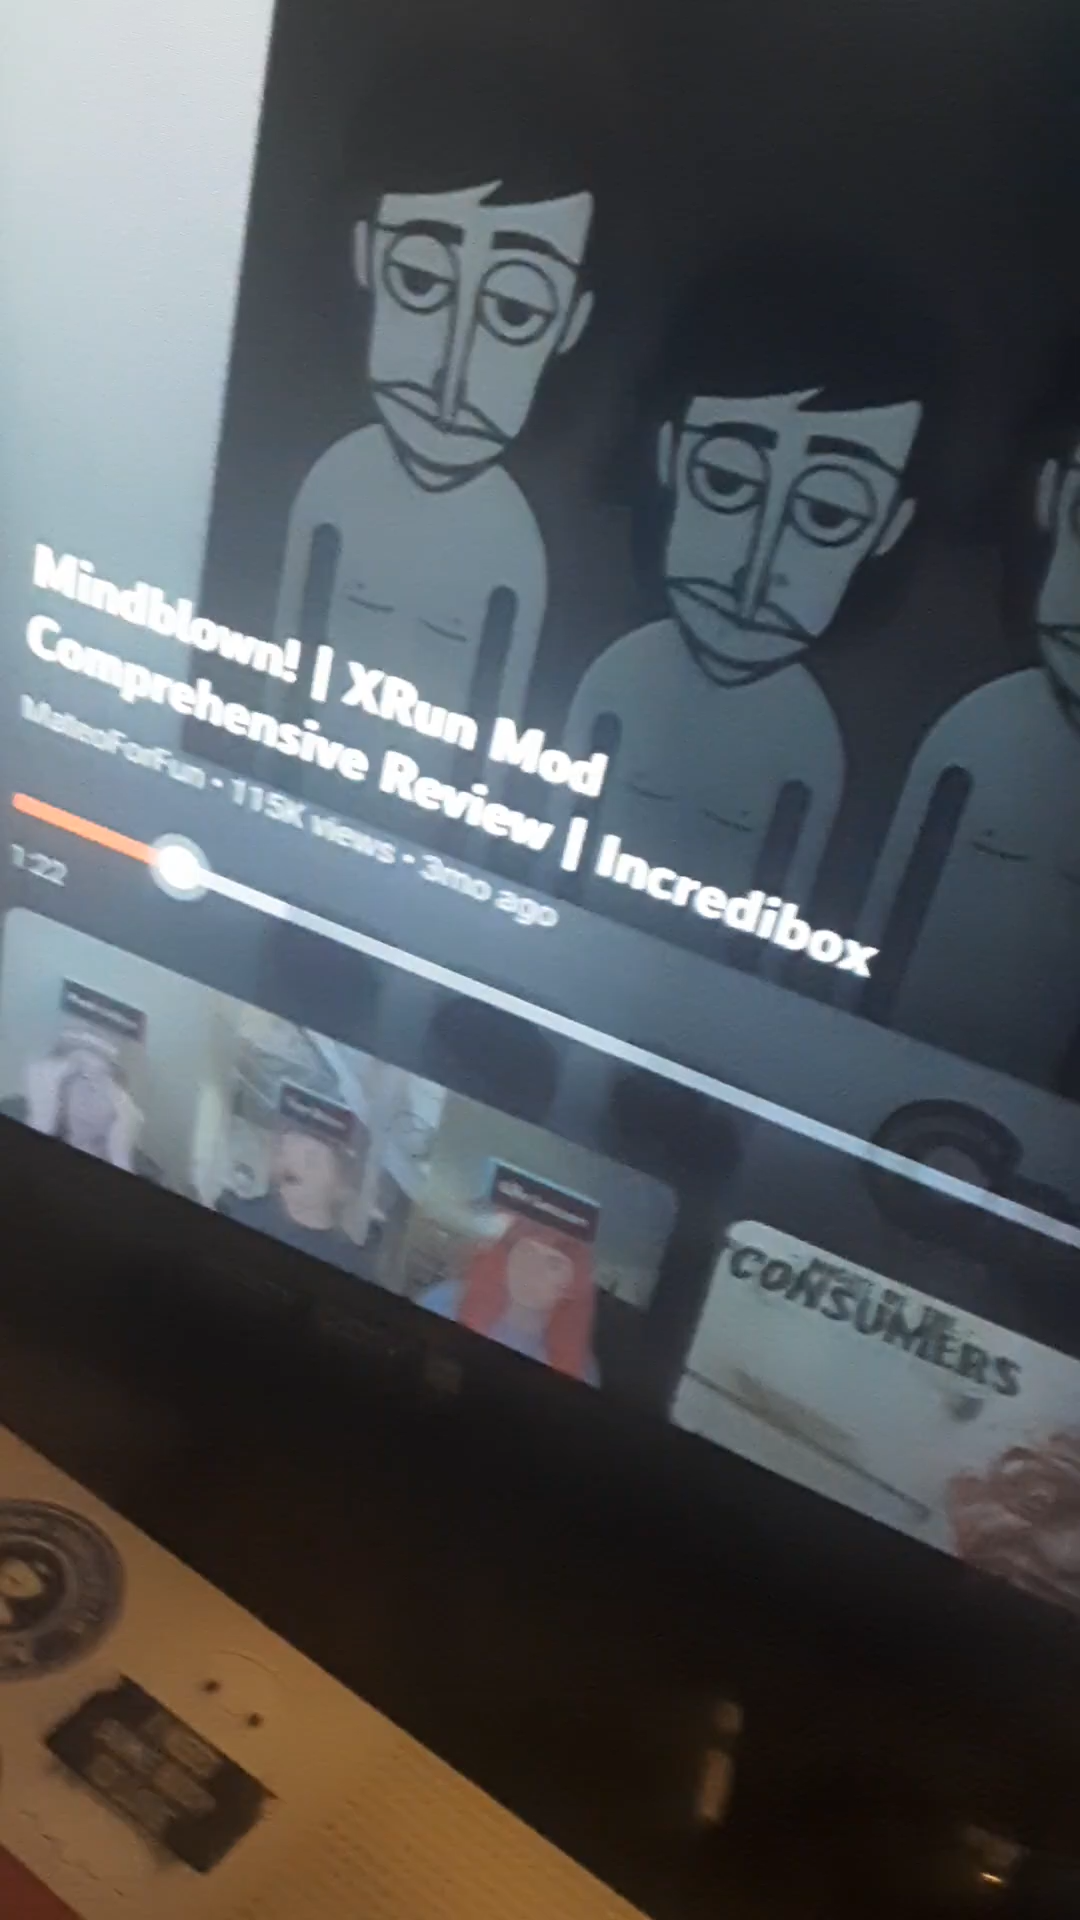 Mindblown! | XRun Mod
Comprehensive Review | Incredibox
MateoForFun • 115K views • 3mo ago
1:22
CONSUMERS